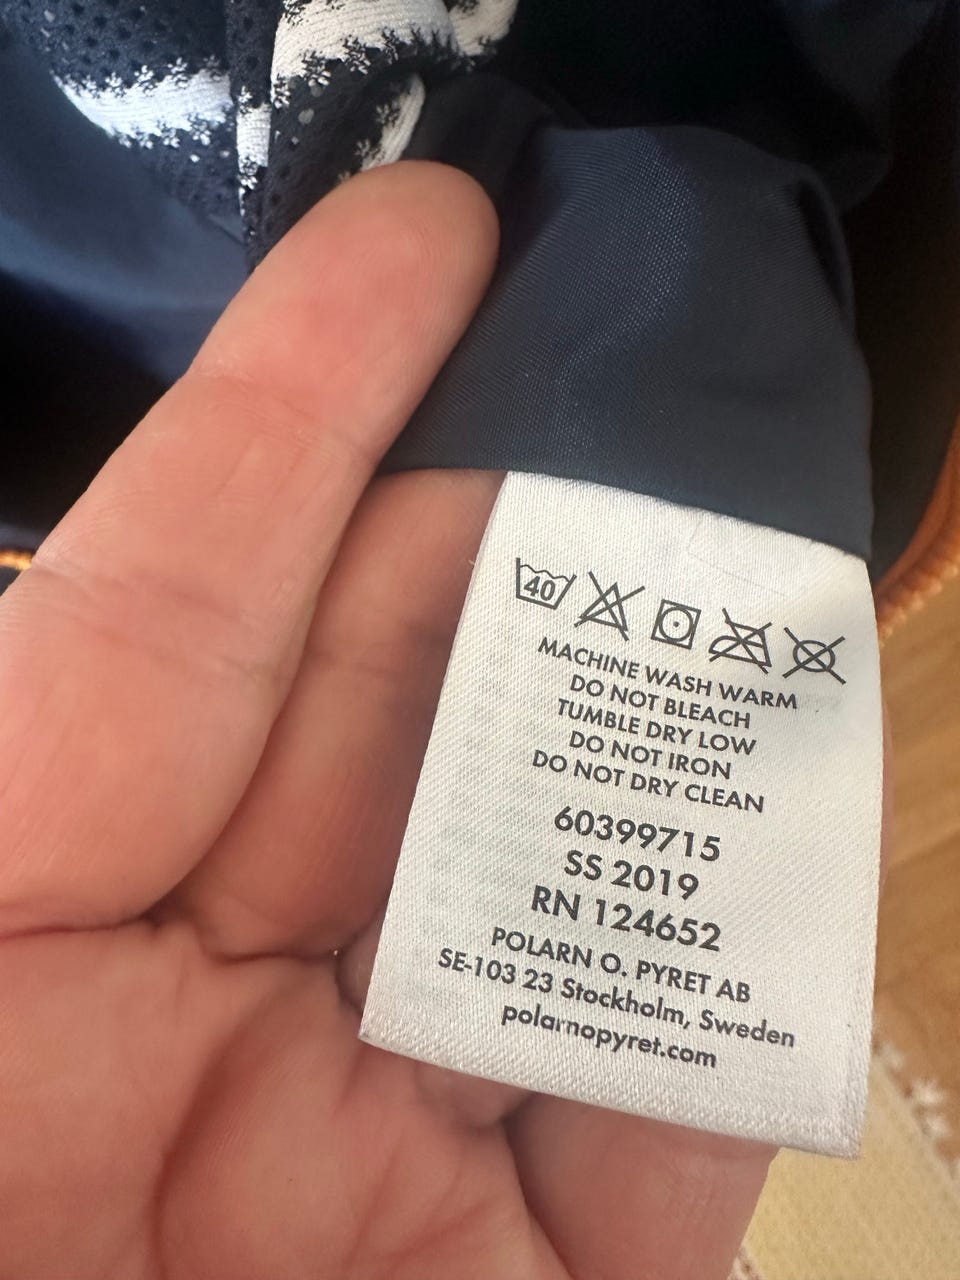 40
MACHINE WASH WARM
DO NOT BLEACH
TUMBLE DRY LOW
DO NOT IRON
DO NOT DRY CLEAN
60399715
SS 2019
RN 124652
POLARN O. PYRET AB
SE-103 23 Stockholm, Sweden
polarnopyret.com